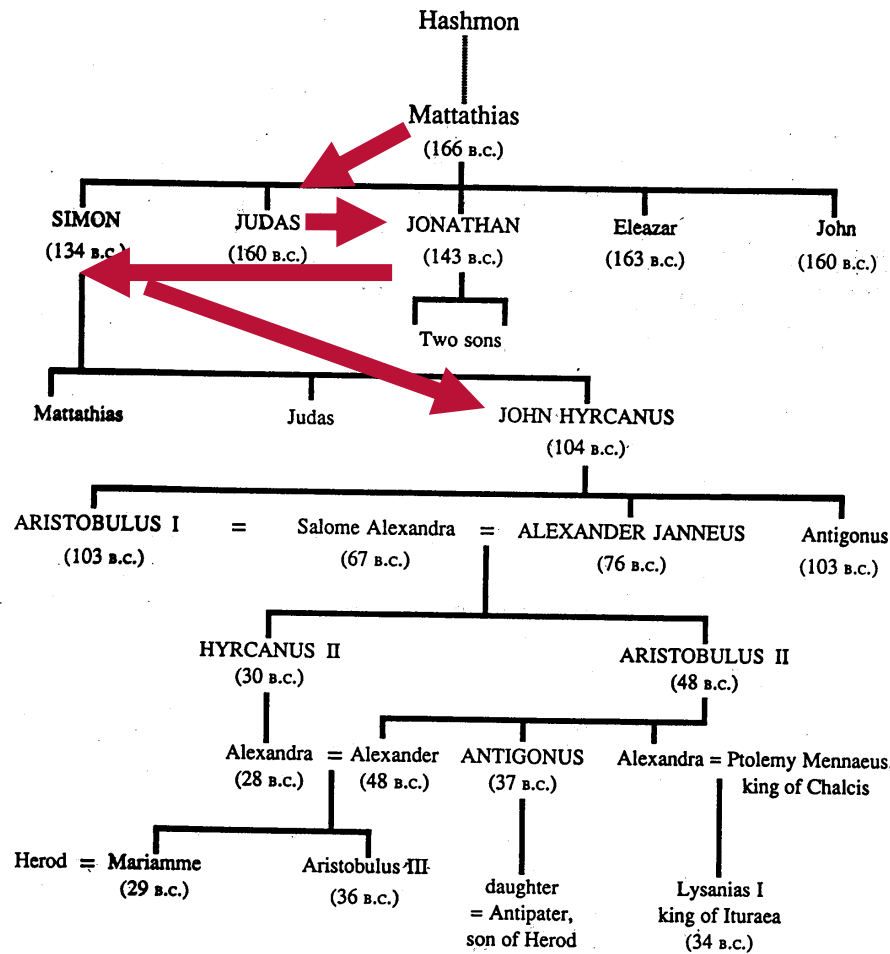 Hashmon
Mattathias
(166 B.C.)
SIMON JUDAS JONATHAN Eleazar John
(134 B.C.) (160 B.C.) (143 B.C.) (163 B.C.) (160 B.C.)
Two sons
Mattathias Judas JOHN HYRCANUS
(104 B.C.)
ARISTOBULUS I = Salome Alexandra = ALEXANDER JANNEUS Antigonus
(103 B.C.) (67 B.C.) (76 B.C.) (103 B.C.)
HYRCANUS II ARISTOBULUS II
(30 B.C.) (48 B.C.)
Alexandra = Alexander ANTIGONUS Alexandra = Ptolemy Mennaeus,
(28 B.C.) (48 B.C.) (37 B.C.) king of Chalcis
Herod = Mariamme Aristobulus III
(29 B.C.) (36 B.C.)
daughter Lysanias I
= Antipater, king of Ituraea
son of Herod (34 B.C.)